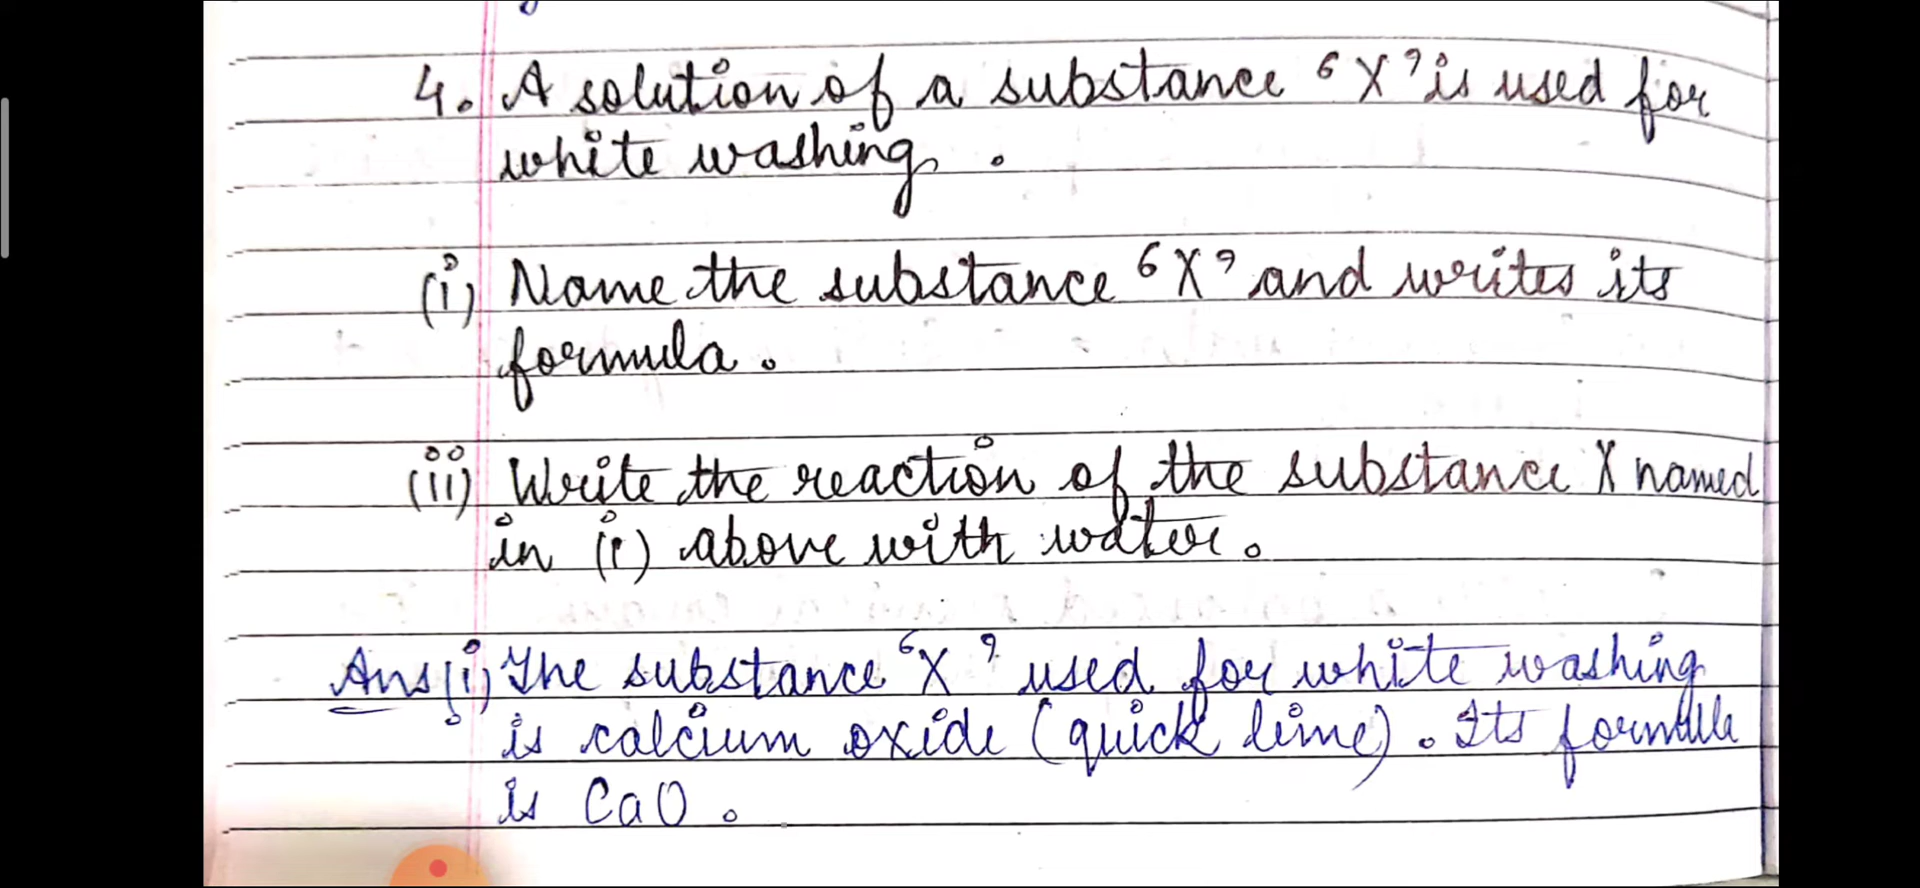 4. A solution of a substance ‘X’ is used for
white washing.
(i) Name the substance ‘X’ and writes its
formula.
(ii) Write the reaction of the substance X named
in (i) above with water.
Ans (i) The substance ‘X’ used for white washing
is calcium oxide (quick lime). Its formula
is CaO.